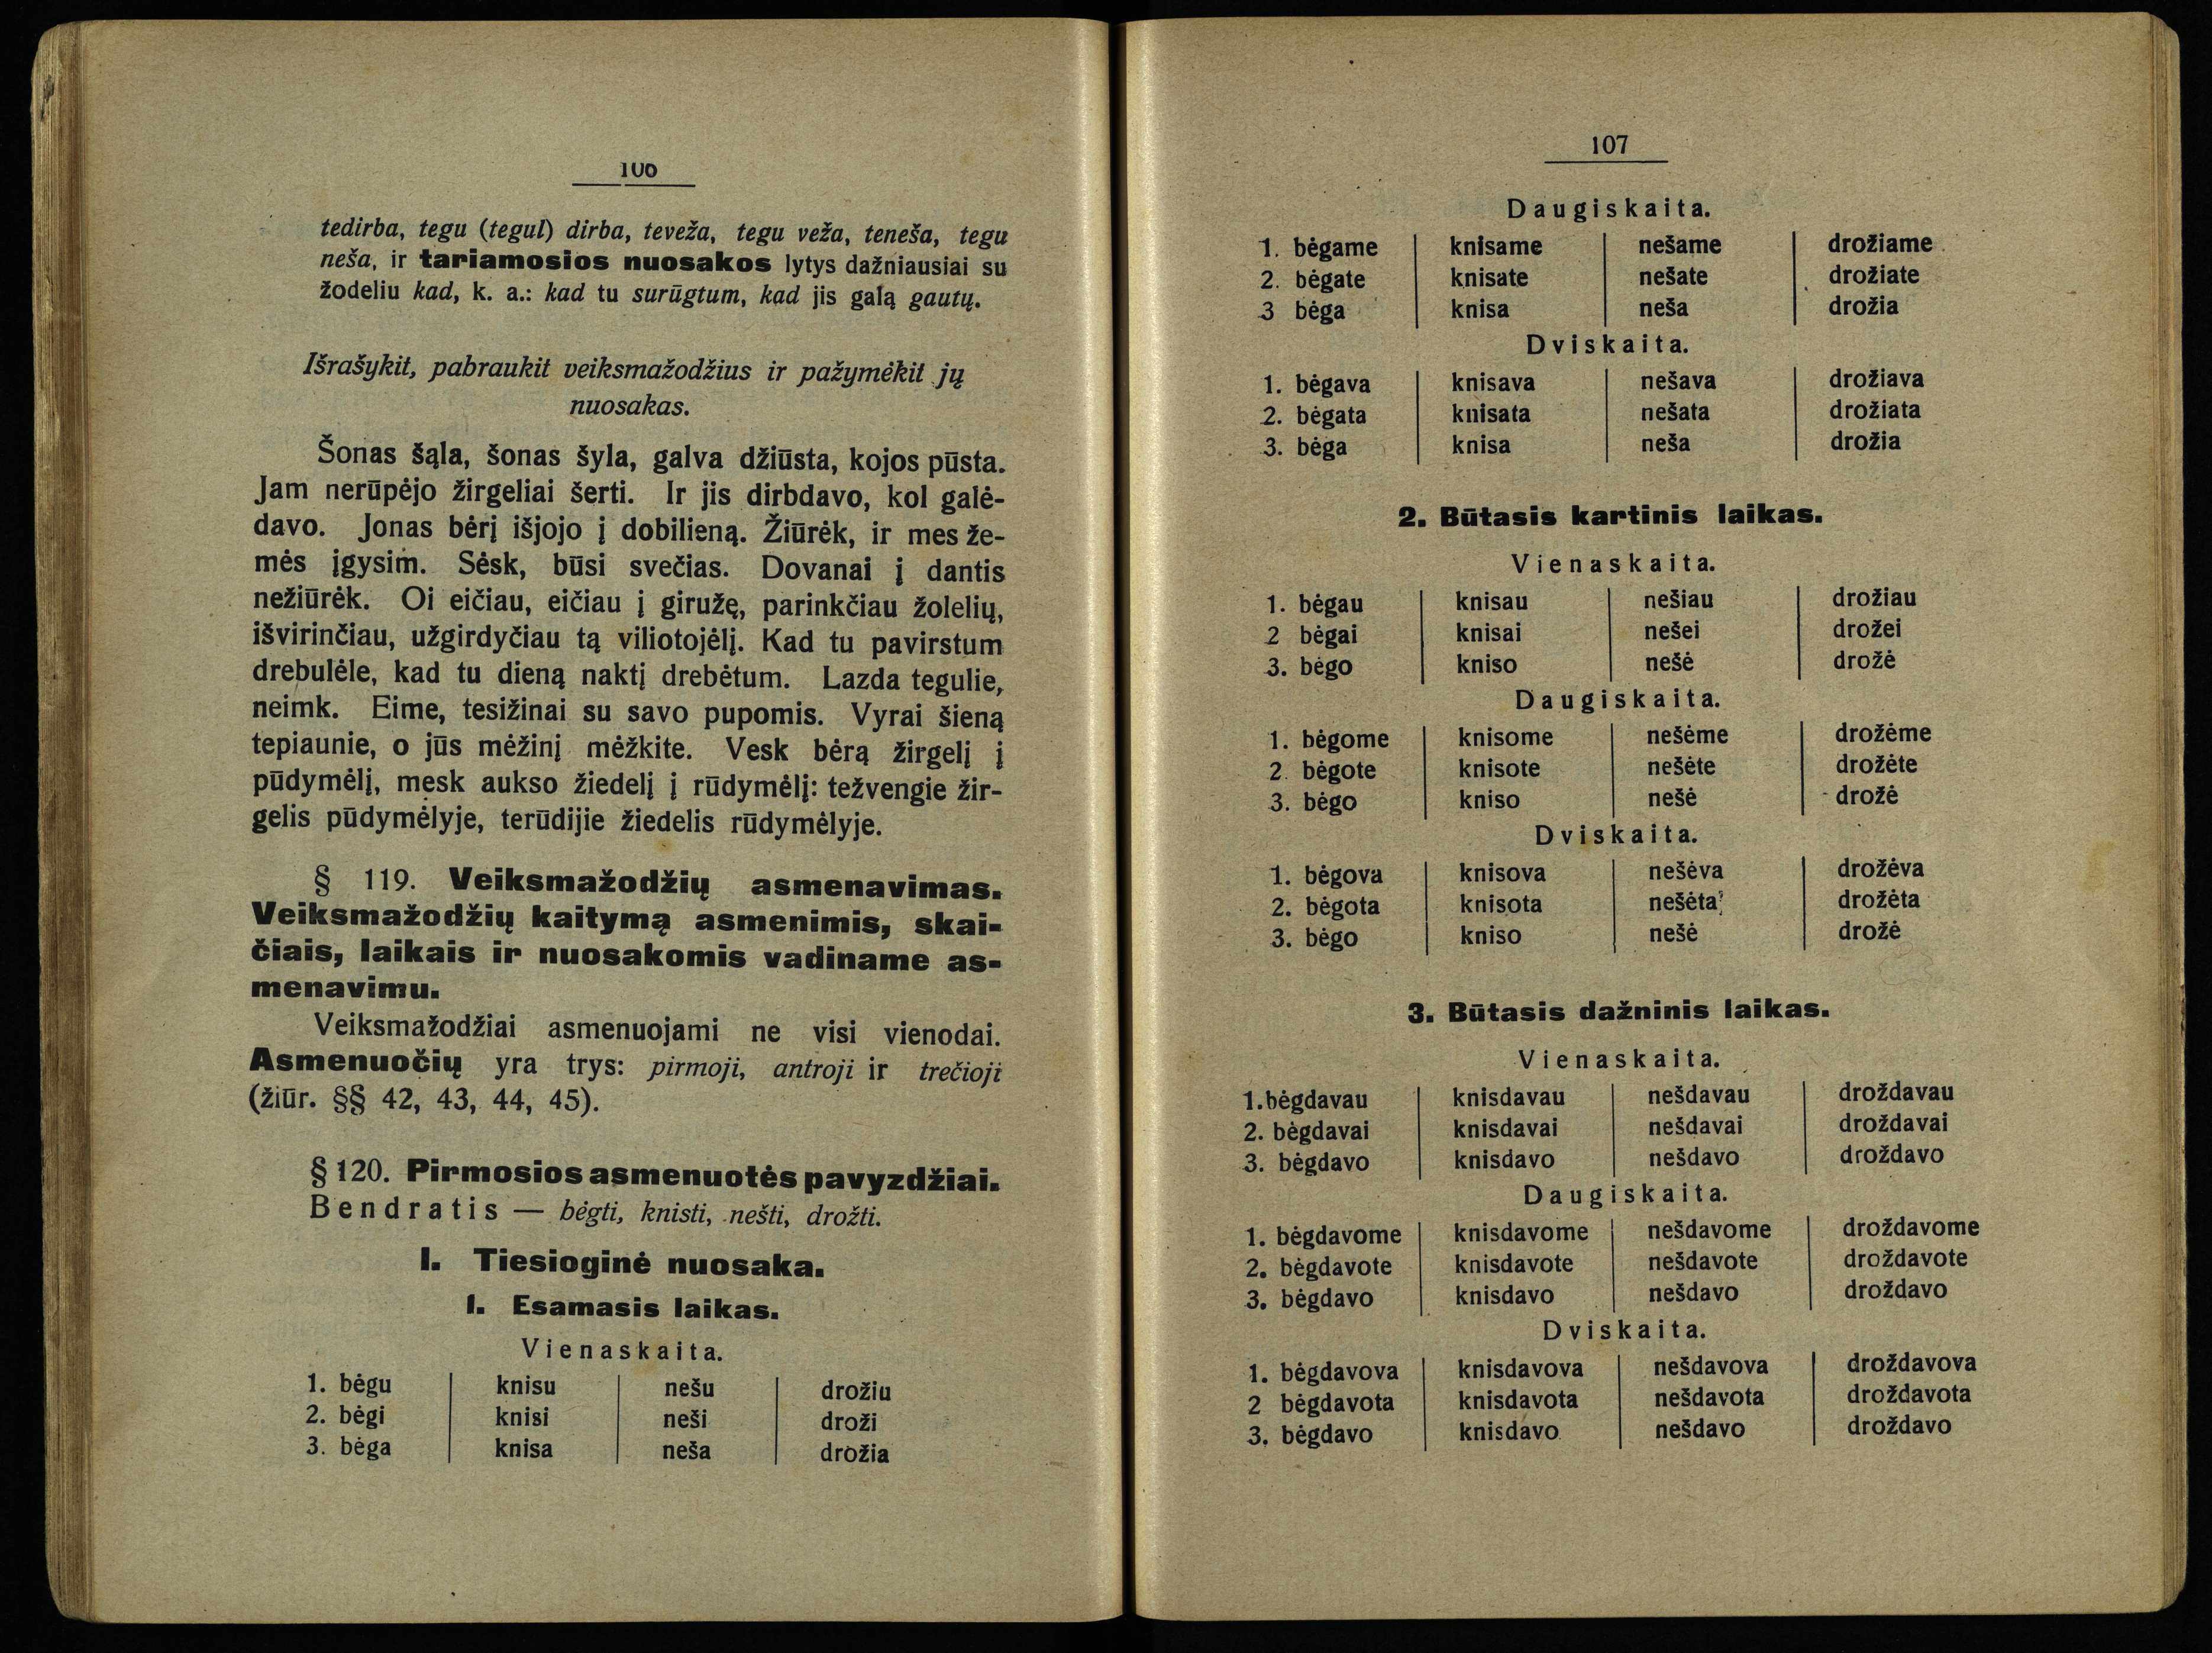 106
tedirba, tegu (tegul) dirba, teveža, tegu veža, teneša, tegu
neša, ir tariamosios nuosakos lytys dažniausiai su
žodeliu kad, k. a.: kad tu surūgtum, kad jis galą gautų.
Išrašykit, pabraukit veiksmažodžius ir pažymėkit jų
nuosakas.
Šonas šąla, šonas šyla, galva džiūsta, kojos pūsta.
Jam nerūpėjo žirgeliai šerti. Ir jis dirbdavo, kol galė-
davo. Jonas bėrį išjojo į dobilieną. Žiūrėk, ir mes že-
mės įgysim. Sėsk, būsi svečias. Dovanai į dantis
nežiūrėk. Oi eičiau, eičiau į giružę, parinkčiau žolelių,
išvirinčiau, užgirdyčiau tą viliotojėlį. Kad tu pavirstum
drebulėle, kad tu dieną naktį drebėtum. Lazda tegulie,
neimk. Eime, tesižinai su savo pupomis. Vyrai šieną
tepiaunie, o jūs mėžinį mėžkite. Vesk bėrą žirgelį į
pūdymėlį, mesk aukso žiedelį į rūdymėlį: težvengie žir-
gelis pūdymėlyje, terūdijie žiedelis rūdymėlyje.
§ 119. Veiksmažodžių asmenavimas.
Veiksmažodžių kaitymą asmenimis, skai-
čiais, laikais ir nuosakomis vadiname as-
menavimu.
Veiksmažodžiai asmenuojami ne visi vienodai.
Asmenuočių yra trys: pirmoji, antroji ir trečioji
(žiūr. §§ 42, 43, 44, 45).
§ 120. Pirmosios asmenuotės pavyzdžiai.
Bendratis — bėgti, knisti, nešti, drožti.
I. Tiesioginė nuosaka.
1. Esamasis laikas.
Vienaskaita.
1. bėgu knisu nešu drožiu
2. bėgi knisi neši droži
3. bėga knisa neša drožia
107
Daugiskaita.
1. bėgame knisame nešame drožiame
2. bėgate knisate nešate drožiate
3 bėga knisa neša drožia
Dviskaita.
1. bėgava knisava nešava drožiava
2. bėgata knisata nešata drožiata
3. bėga knisa neša drožia
2. Būtasis kartinis laikas.
Vienaskaita.
1. bėgau knisau nešiau drožiau
2 bėgai knisai nešei drožei
3. bėgo kniso nešė drožė
Daugiskaita.
1. bėgome knisome nešėme drožėme
2. bėgote knisote nešėte drožėte
3. bėgo kniso nešė drožė
Dviskaita.
1. bėgova knisova nešėva drožėva
2. bėgota knisota nešėta drožėta
3. bėgo kniso nešė drožė
3. Būtasis dažninis laikas.
Vienaskaita.
1. bėgdavau knisdavau nešdavau droždavau
2. bėgdavai knisdavai nešdavai droždavai
3. bėgdavo knisdavo nešdavo droždavo
Daugiskaita.
1. bėgdavome knisdavome nešdavome droždavome
2. bėgdavote knisdavote nešdavote droždavote
3. bėgdavo knisdavo nešdavo droždavo
Dviskaita.
1. bėgdavova knisdavova nešdavova droždavova
2 bėgdavota knisdavota nešdavota droždavota
3. bėgdavo knisdavo nešdavo droždavo